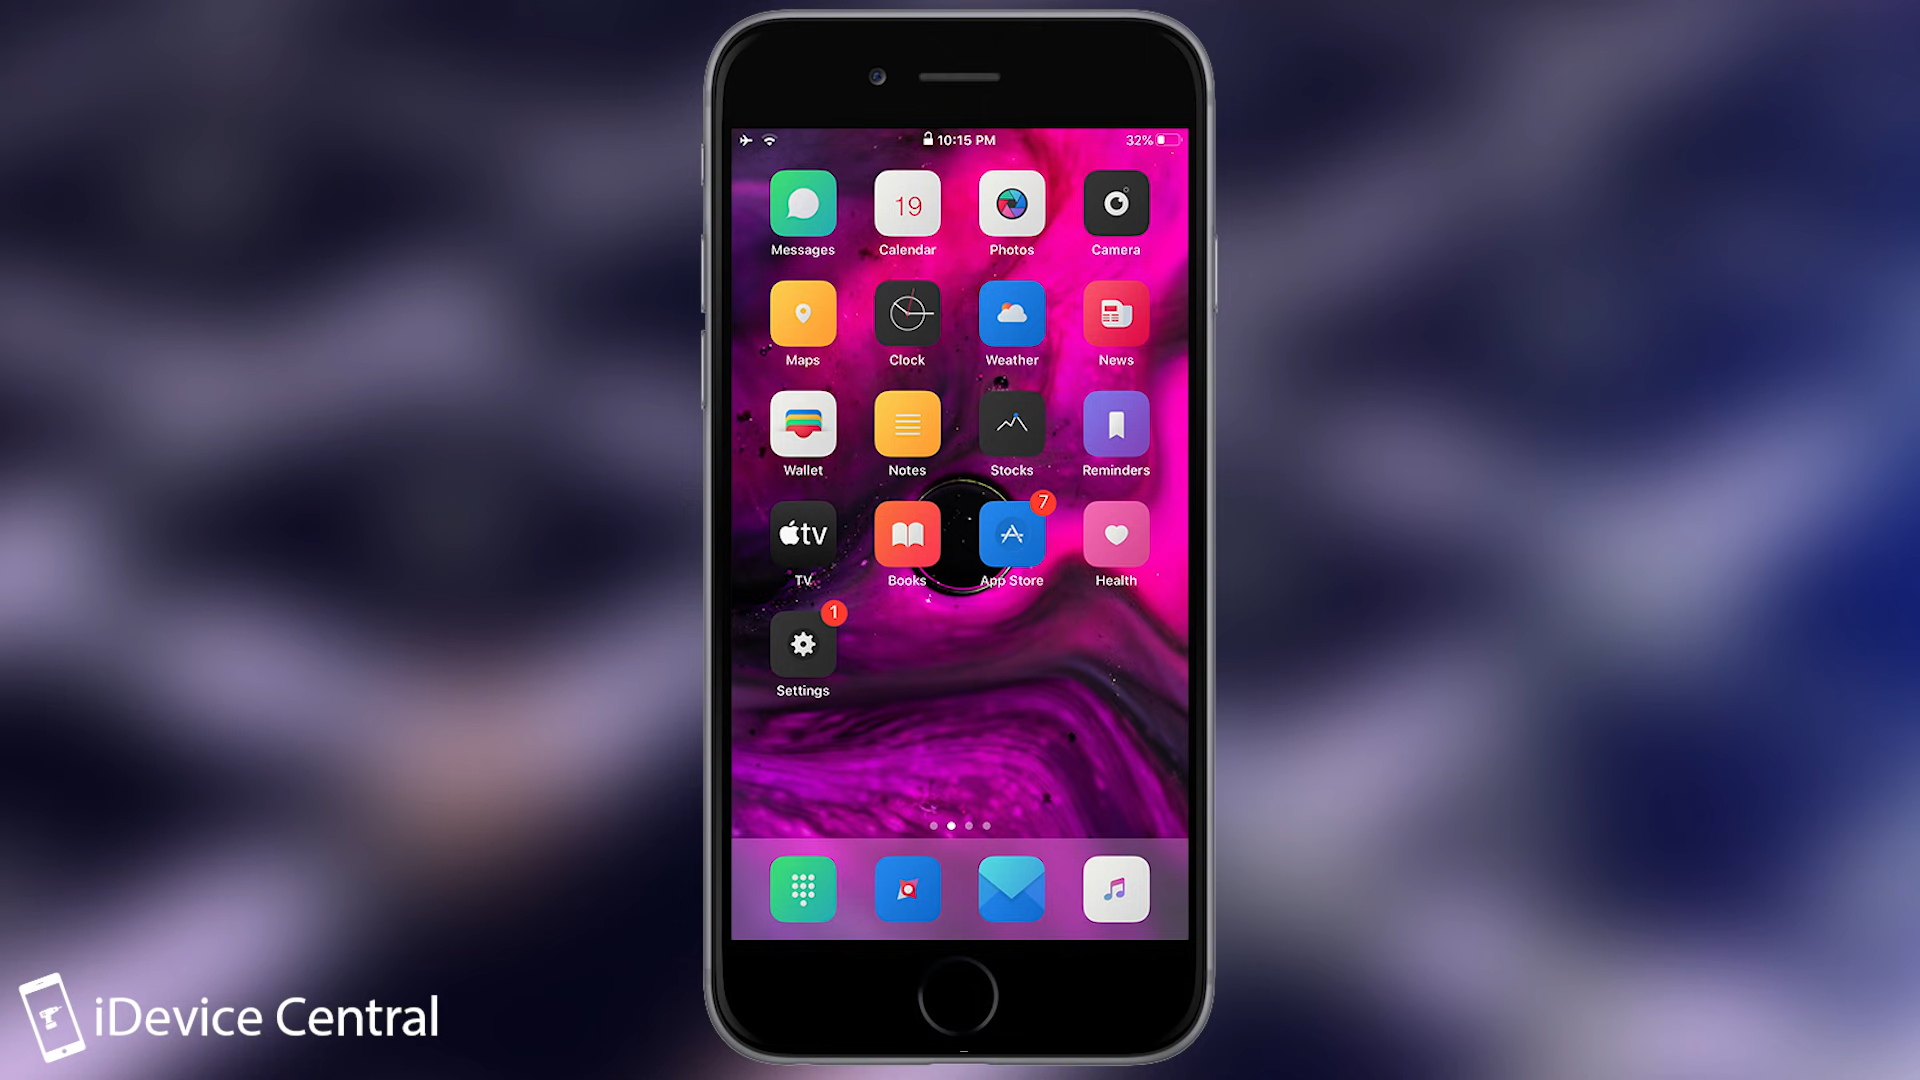 10:15 PM
32%
19
Messages
Calendar
Photos
Camera
Maps
Clock
Weather
News
Wallet
Notes
Stocks
Reminders
tv
7
TV
Books
App Store
Health
1
Settings
iDevice Central